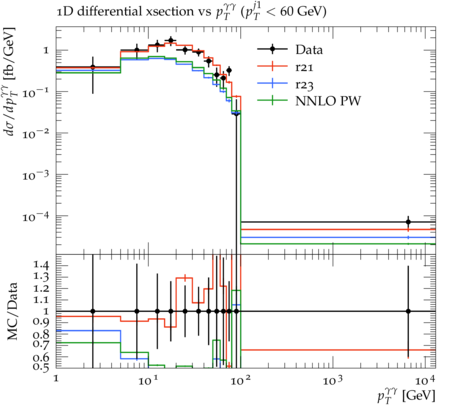 1D differential xsection vs p_T^γγ (p_T^j1 < 60 GeV)
dσ/dp_T^γγ [fb/GeV]
1
10^−1
10^−2
10^−3
10^−4
Data
r21
r23
NNLO PW
MC/Data
1.4
1.3
1.2
1.1
1
0.9
0.8
0.7
0.6
0.5
1 10^1 10^2 10^3 10^4
p_T^γγ [GeV]